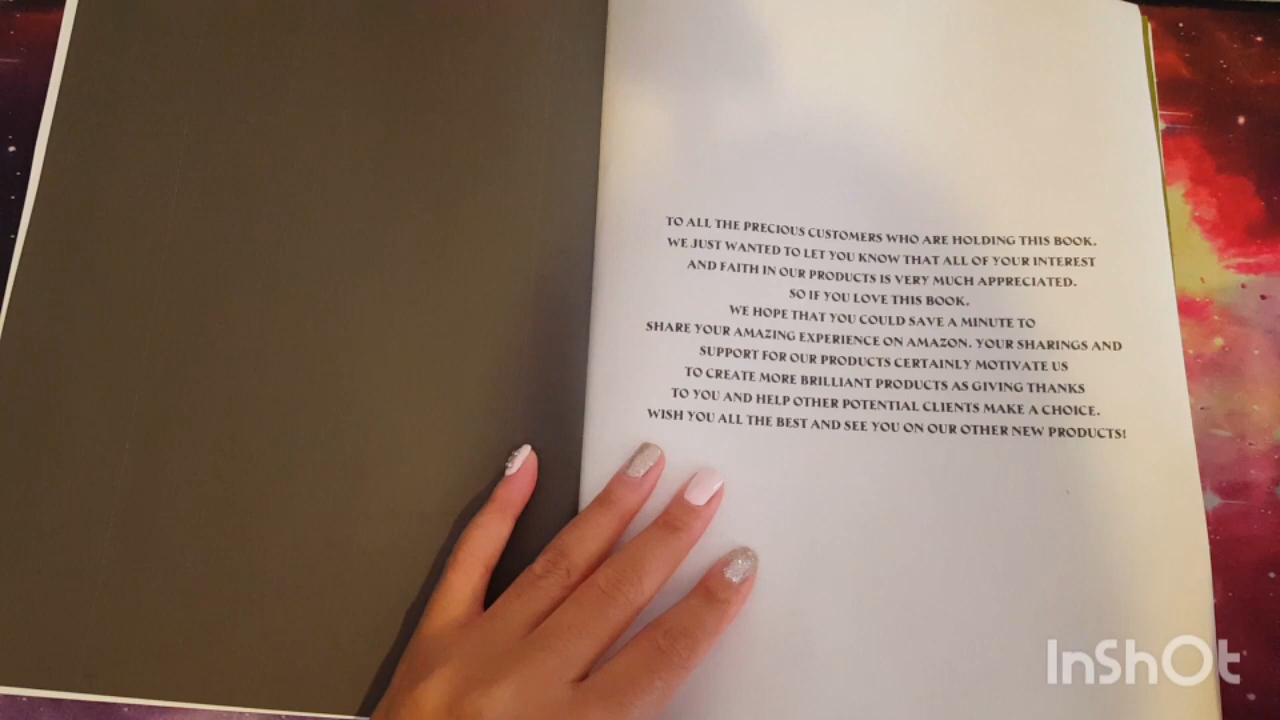 TO ALL THE PRECIOUS CUSTOMERS WHO ARE HOLDING THIS BOOK.
WE JUST WANTED TO LET YOU KNOW THAT ALL OF YOUR INTEREST
AND FAITH IN OUR PRODUCTS IS VERY MUCH APPRECIATED.
SO IF YOU LOVE THIS BOOK.
WE HOPE THAT YOU COULD SAVE A MINUTE TO
SHARE YOUR AMAZING EXPERIENCE ON AMAZON. YOUR SHARINGS AND
SUPPORT FOR OUR PRODUCTS CERTAINLY MOTIVATE US
TO CREATE MORE BRILLIANT PRODUCTS AS GIVING THANKS
TO YOU AND HELP OTHER POTENTIAL CLIENTS MAKE A CHOICE.
WISH YOU ALL THE BEST AND SEE YOU ON OUR OTHER NEW PRODUCTS!
InShOt